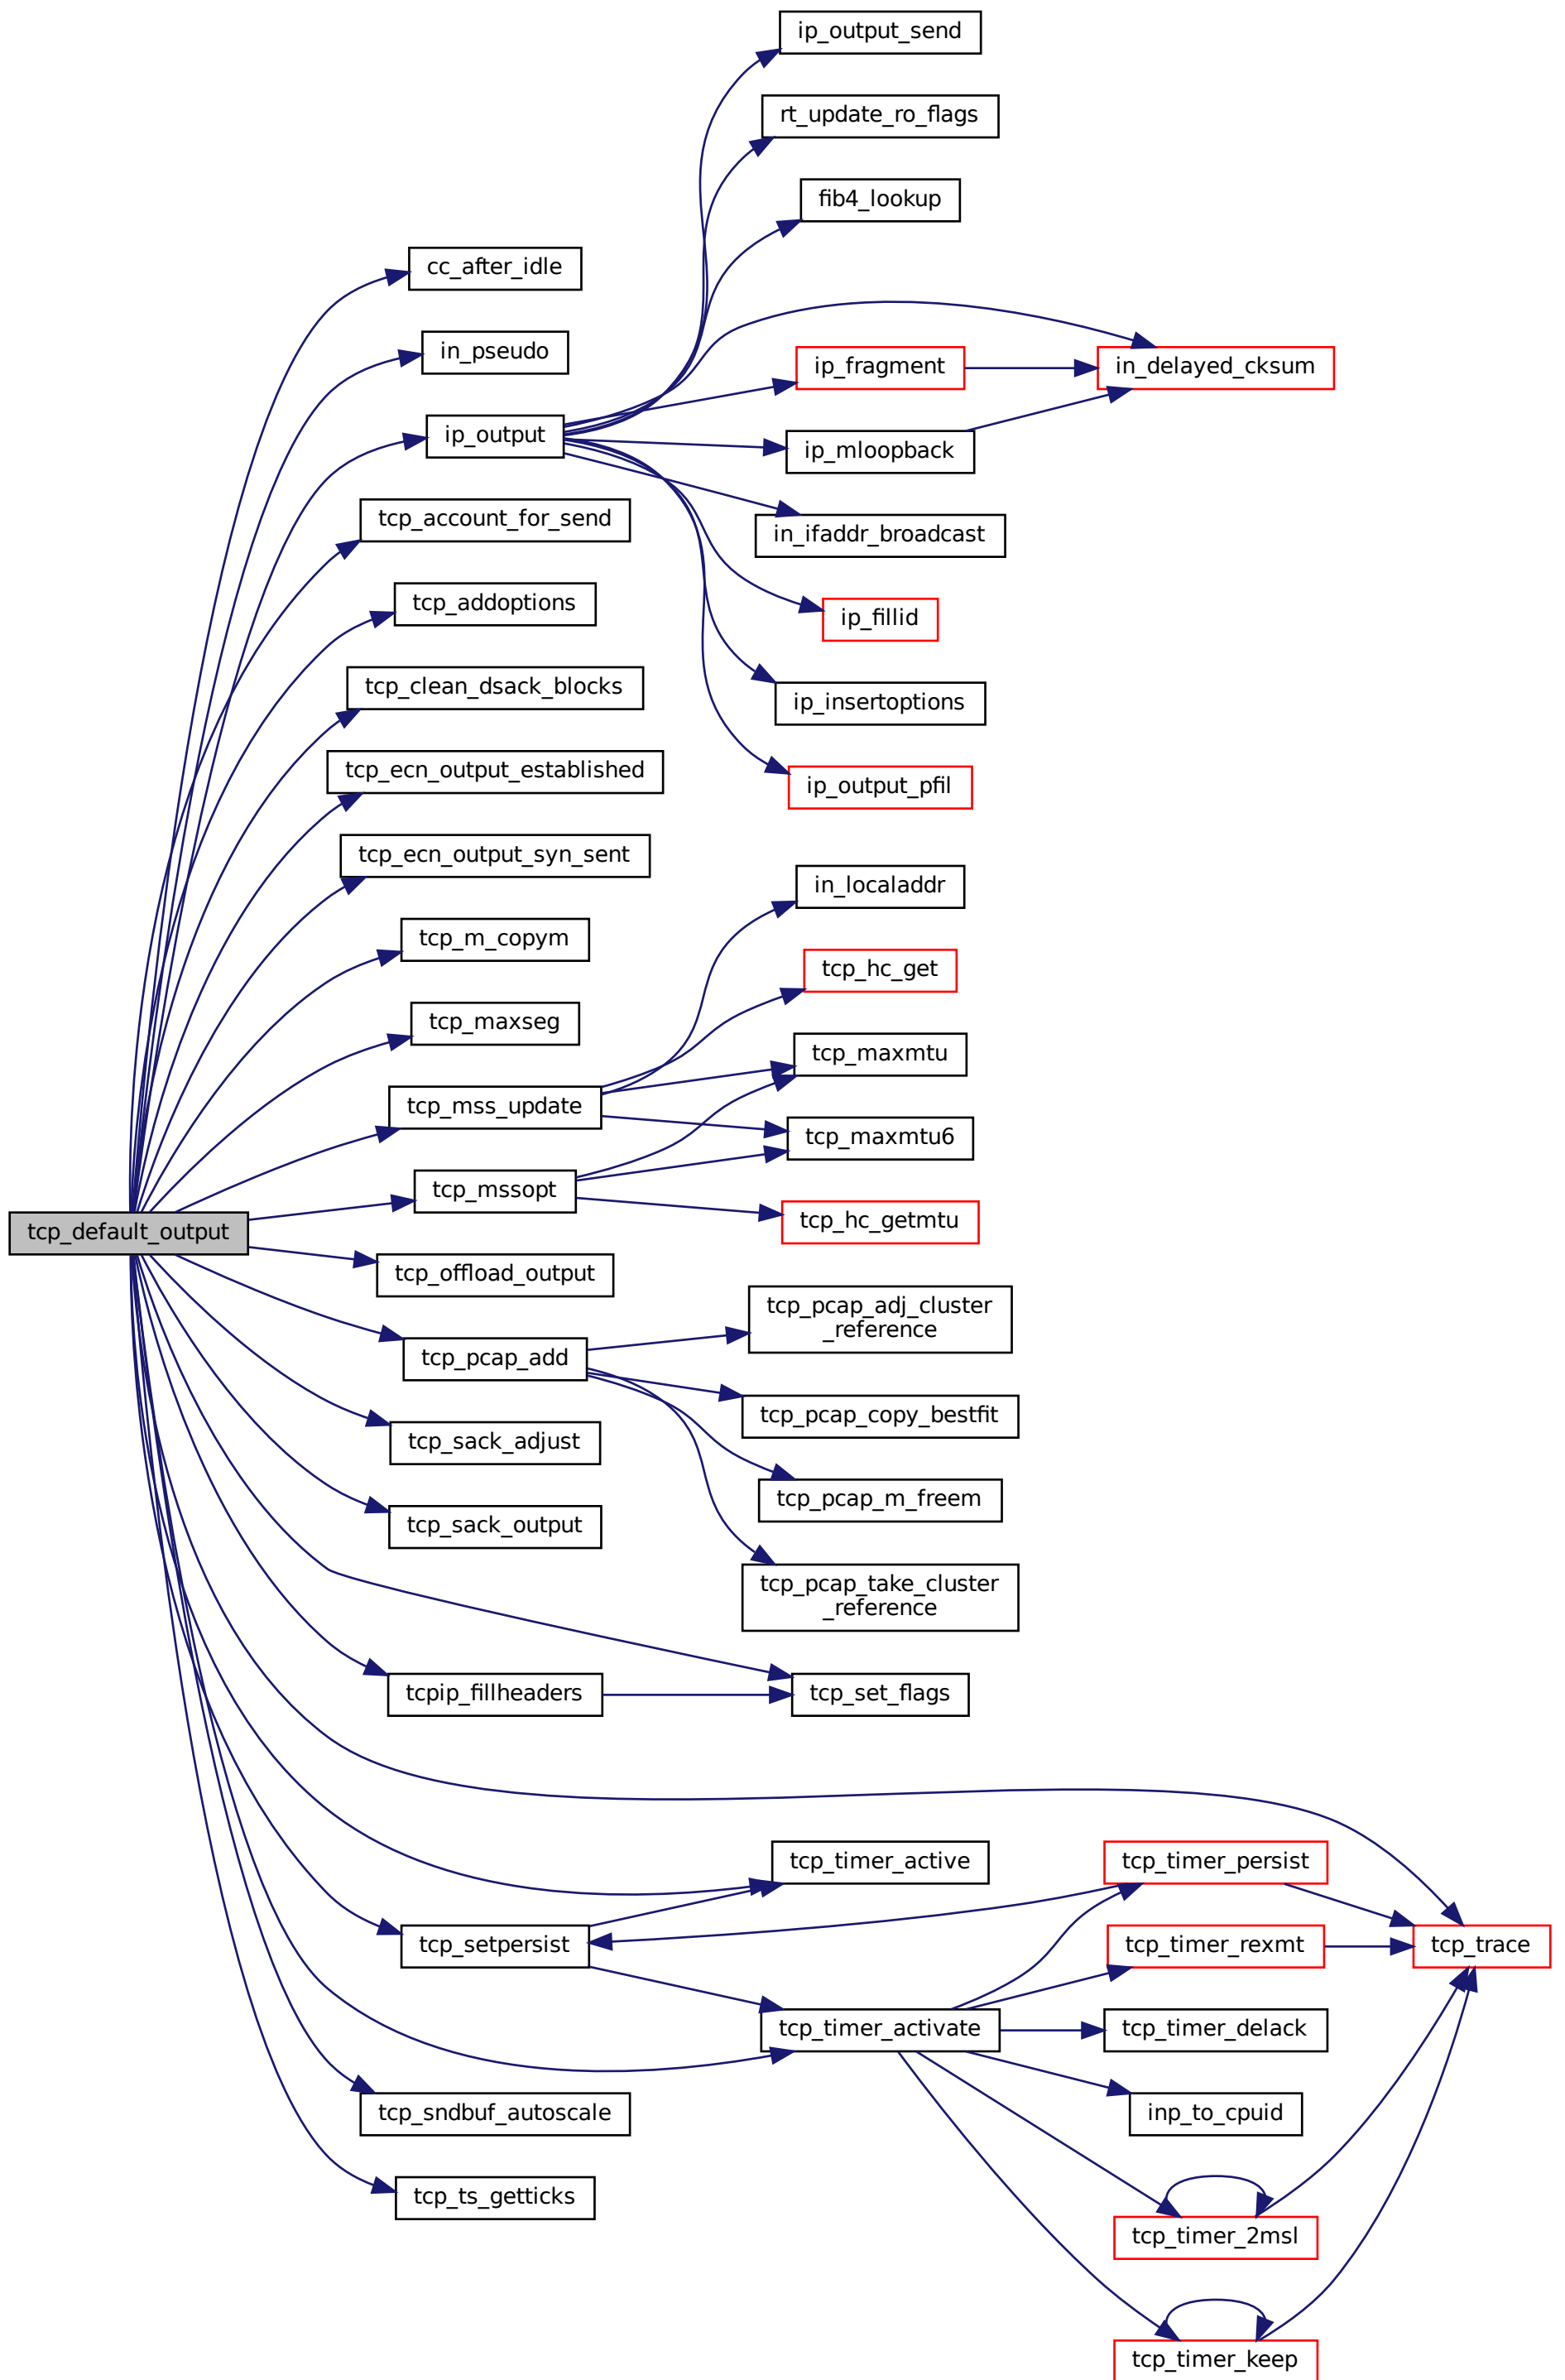 ip_output_send
rt_update_ro_flags
fib4_lookup
cc_after_idle
in_pseudo
ip_fragment
in_delayed_cksum
ip_output
ip_mloopback
tcp_account_for_send
in_ifaddr_broadcast
tcp_addoptions
ip_fillid
tcp_clean_dsack_blocks
ip_insertoptions
tcp_ecn_output_established
ip_output_pfil
tcp_ecn_output_syn_sent
in_localaddr
tcp_m_copym
tcp_hc_get
tcp_maxseg
tcp_maxmtu
tcp_mss_update
tcp_maxmtu6
tcp_mssopt
tcp_hc_getmtu
tcp_default_output
tcp_offload_output
tcp_pcap_adj_cluster
_reference
tcp_pcap_add
tcp_pcap_copy_bestfit
tcp_sack_adjust
tcp_pcap_m_freem
tcp_sack_output
tcp_pcap_take_cluster
_reference
tcpip_fillheaders
tcp_set_flags
tcp_timer_active
tcp_timer_persist
tcp_setpersist
tcp_timer_rexmt
tcp_trace
tcp_timer_activate
tcp_timer_delack
tcp_sndbuf_autoscale
inp_to_cpuid
tcp_ts_getticks
tcp_timer_2msl
tcp_timer_keep